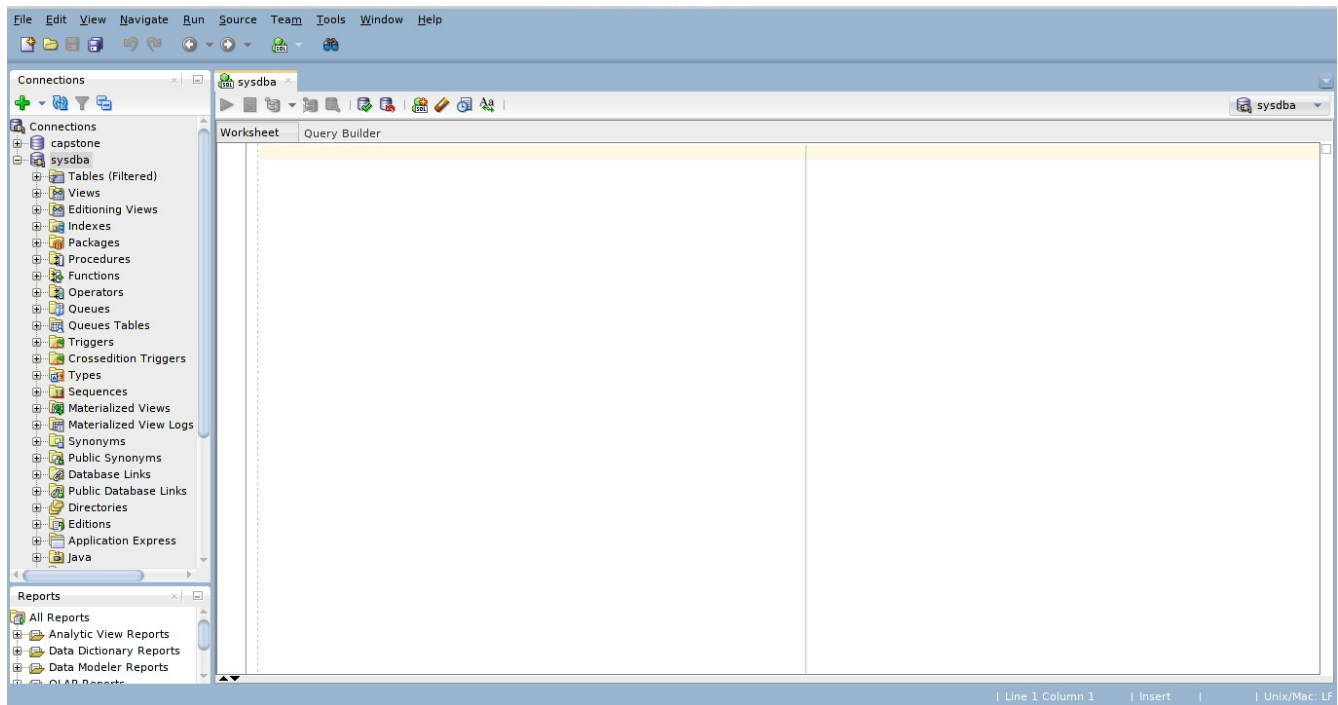 File Edit View Navigate Run Source Team Tools Window Help
Connections
Connections
capstone
sysdba
Tables (Filtered)
Views
Editioning Views
Indexes
Packages
Procedures
Functions
Operators
Queues
Queues Tables
Triggers
Crossedition Triggers
Types
Sequences
Materialized Views
Materialized View Logs
Synonyms
Public Synonyms
Database Links
Public Database Links
Directories
Editions
Application Express
Java
Reports
All Reports
Analytic View Reports
Data Dictionary Reports
Data Modeler Reports
OLAP Reports
sysdba
sysdba
Worksheet Query Builder
| Line 1 Column 1 | Insert | | Unix/Mac: LF